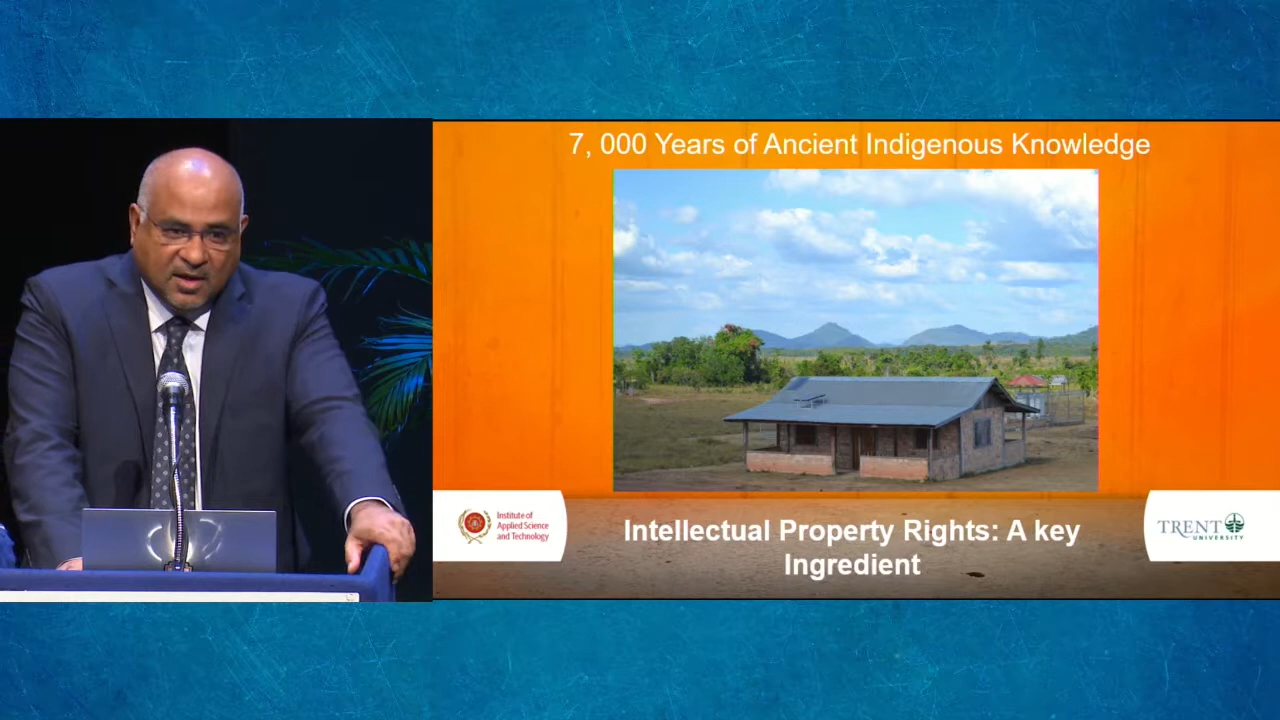 7, 000 Years of Ancient Indigenous Knowledge
Institute of
Applied Science
and Technology
Intellectual Property Rights: A key
Ingredient
TRENT
UNIVERSITY